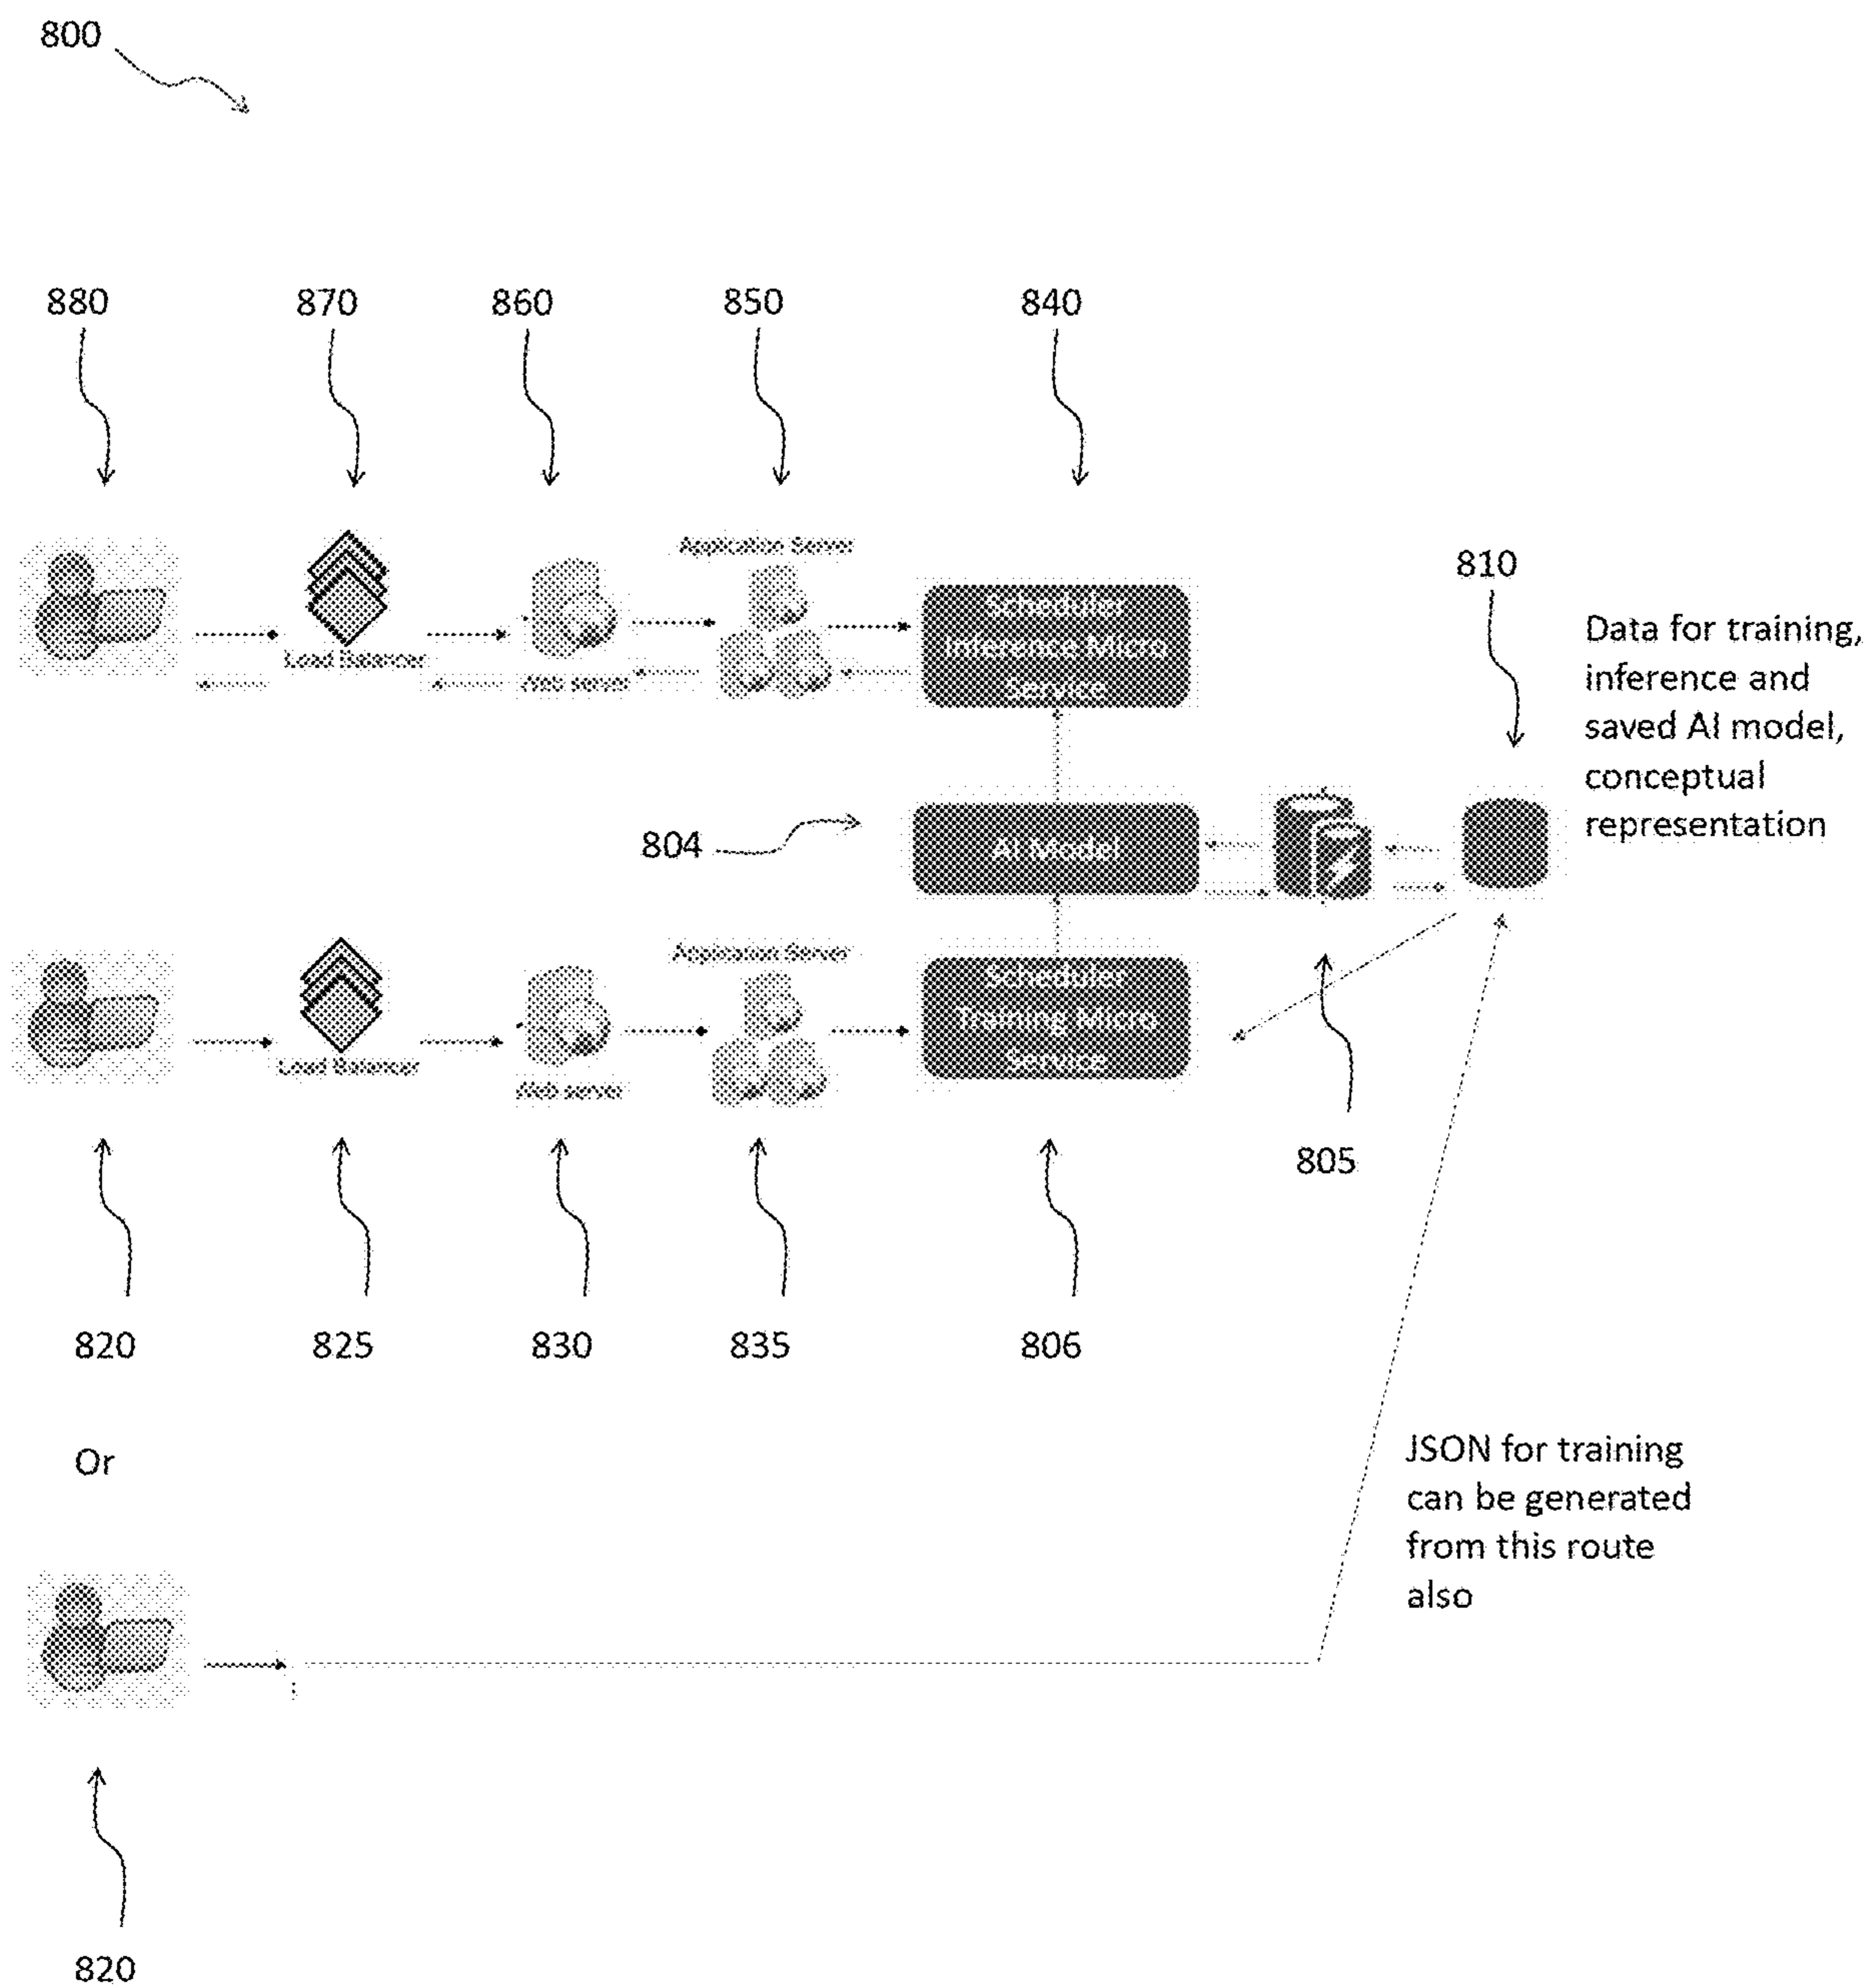 800
880
870
860
850
840
Application Server
810
Scheduler
Inference Micro
Service
Load Balancer
Web server
Data for training,
inference and
saved AI model,
conceptual
representation
804
AI Model
Application Server
Scheduler
Training Micro
Service
Load Balancer
Web server
805
820
825
830
835
806
Or
JSON for training
can be generated
from this route
also
820